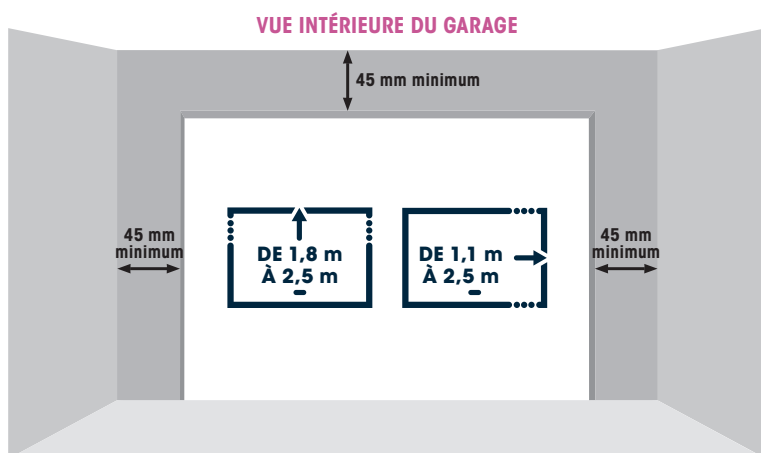 VUE INTÉRIEURE DU GARAGE
45 mm minimum
45 mm
minimum
DE 1,8 m
À 2,5 m
DE 1,1 m
À 2,5 m
45 mm
minimum